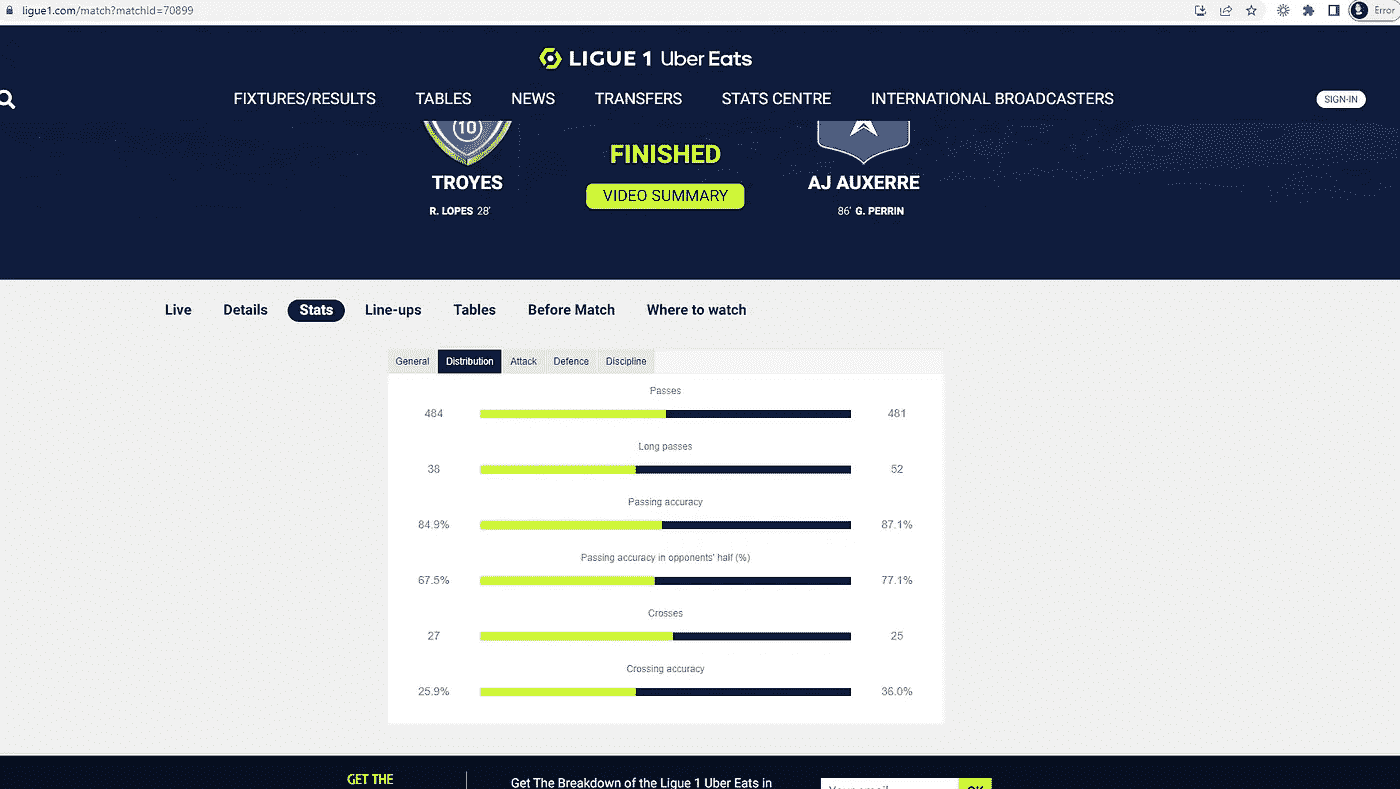 ligue1.com/match?matchId=70899
Error
LIGUE 1 Uber Eats
FIXTURES/RESULTS TABLES NEWS TRANSFERS STATS CENTRE INTERNATIONAL BROADCASTERS
SIGN-IN
10
FINISHED
TROYES
VIDEO SUMMARY
AJ AUXERRE
R. LOPES 28'
86' G. PERRIN
Live Details Stats Line-ups Tables Before Match Where to watch
General Distribution Attack Defence Discipline
Passes
484 481
Long passes
38 52
Passing accuracy
84.9% 87.1%
Passing accuracy in opponents' half (%)
67.5% 77.1%
Crosses
27 25
Crossing accuracy
25.9% 36.0%
GET THE
Get The Breakdown of the Ligue 1 Uber Eats in
Your email
OK